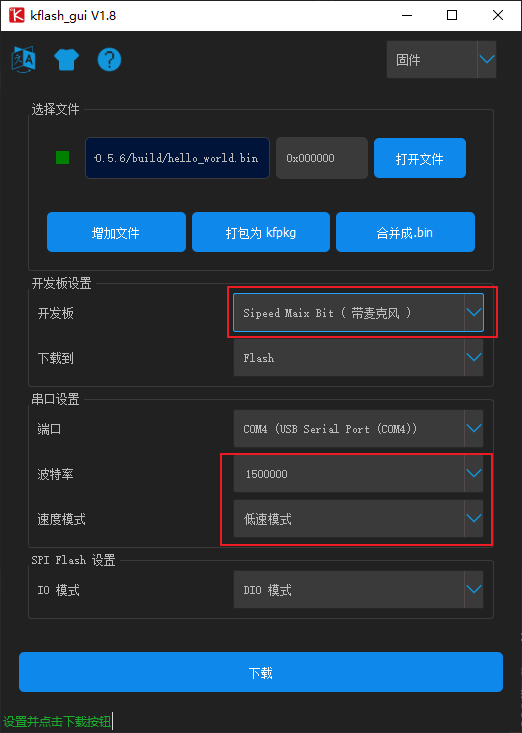 kflash_gui V1.8
固件
选择文件
0.5.6/build/hello_world.bin
0x000000
打开文件
增加文件
打包为 kfpkg
合并成.bin
开发板设置
开发板
Sipeed Maix Bit ( 带麦克风 )
下载到
Flash
串口设置
端口
COM4 (USB Serial Port (COM4))
波特率
1500000
速度模式
低速模式
SPI Flash 设置
IO 模式
DIO 模式
下载
设置并点击下载按钮